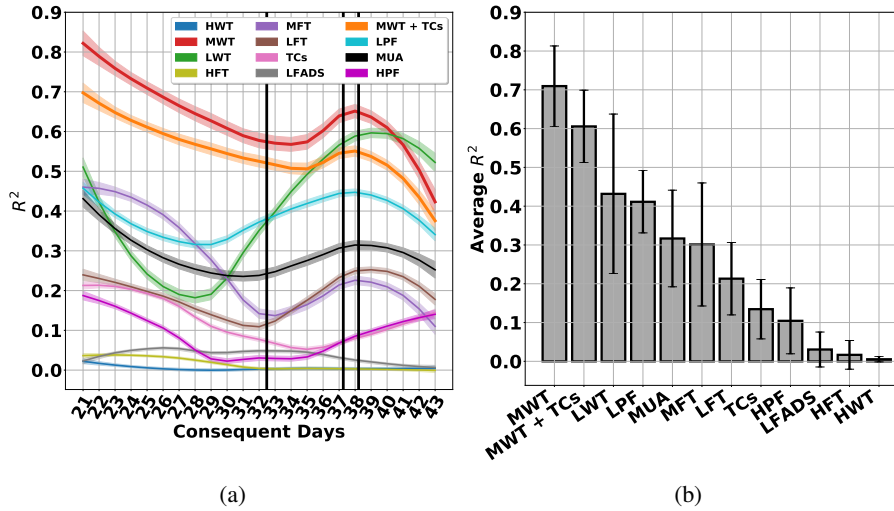 0.9
0.8
0.7
0.6
0.5
0.4
0.3
0.2
0.1
0.0
R²
HWT MFT MWT + TCs
MWT LFT LPF
LWT TCs MUA
HFT LFADS HPF
21 22 23 24 25 26 27 28 29 30 31 32 33 34 35 36 37 38 39 40 41 42 43
Consequent Days
(a)
0.9
0.8
0.7
0.6
0.5
0.4
0.3
0.2
0.1
0.0
Average R²
MWT MWT + TCs LWT LPF MUA MFT LFT TCs HPF LFADS HFT HWT
(b)